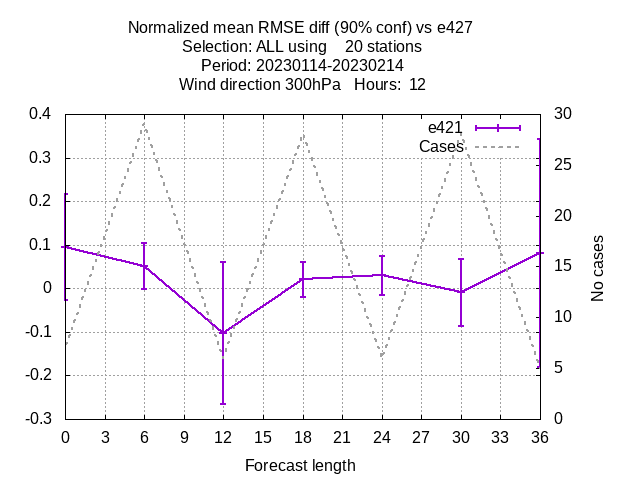 Normalized mean RMSE diff (90% conf) vs e427
Selection: ALL using    20 stations
Period: 20230114-20230214
Wind direction 300hPa   Hours:  12
0.4
0.3
0.2
0.1
0
-0.1
-0.2
-0.3
30
25
20
15
10
5
0
e421
Cases
No cases
0 3 6 9 12 15 18 21 24 27 30 33 36
Forecast length